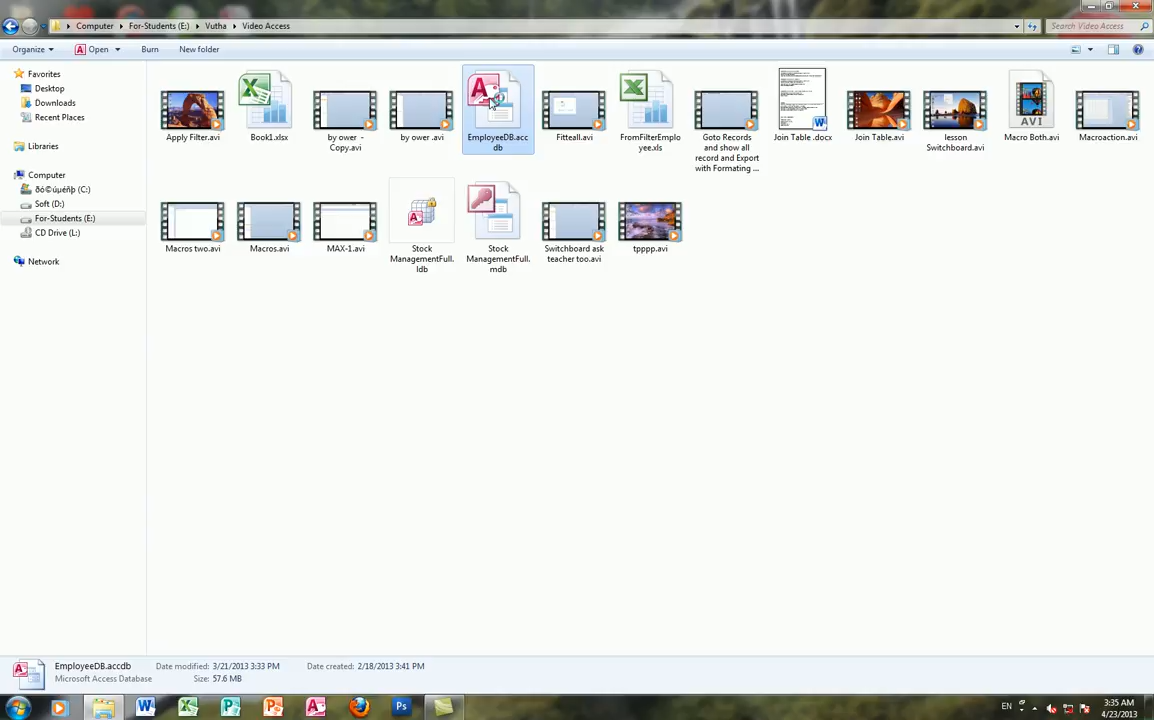 Computer ▸ For-Students (E:) ▸ Vutha ▸ Video Access
Search Video Access
Organize Open Burn New folder
Favorites
Desktop
Downloads
Recent Places
Libraries
Computer
ðó©úµéñþ (C:)
Soft (D:)
For-Students (E:)
CD Drive (L:)
Network
Apply Filter.avi
Book1.xlsx
by ower -
Copy.avi
by ower .avi
EmployeeDB.acc
db
Fitteall.avi
FromFilterEmplo
yee.xls
Goto Records
and show all
record and Export
with Formating ...
Join Table .docx
Join Table.avi
lesson
Switchboard.avi
AVI
Macro Both.avi
Macroaction.avi
Macros two.avi
Macros.avi
MAX-1.avi
Stock
ManagementFull.
ldb
Stock
ManagementFull.
mdb
Switchboard ask
teacher too.avi
tpppp.avi
EmployeeDB.accdb Date modified: 3/21/2013 3:33 PM Date created: 2/18/2013 3:41 PM
Microsoft Access Database Size: 57.6 MB
EN
3:35 AM
4/23/2013